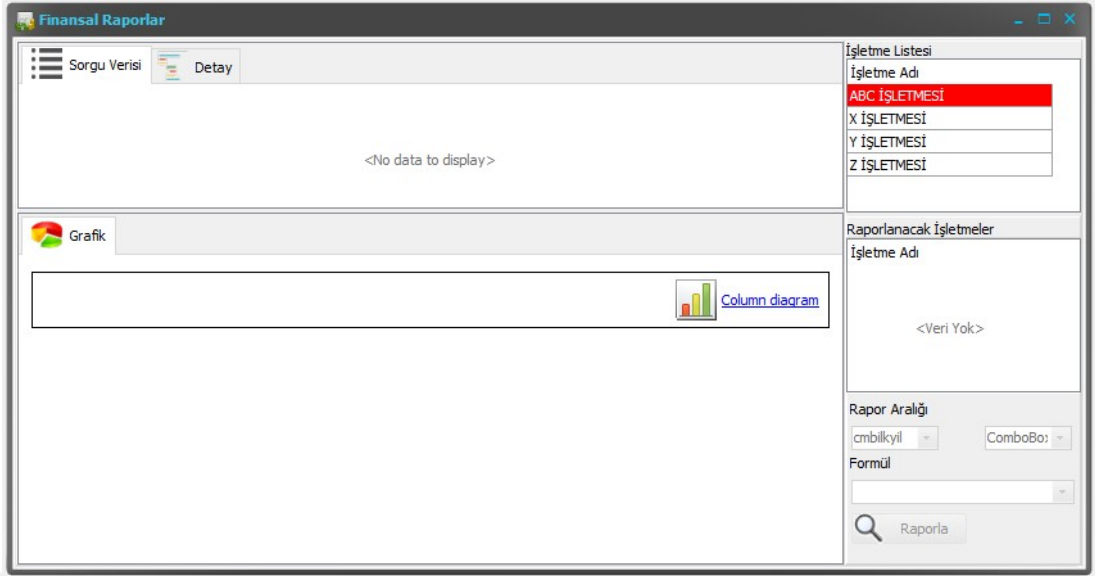 Finansal Raporlar
Sorgu Verisi
Detay
<No data to display>
Grafik
Column diagram
İşletme Listesi
İşletme Adı
ABC İŞLETMESİ
X İŞLETMESİ
Y İŞLETMESİ
Z İŞLETMESİ
Raporlanacak İşletmeler
İşletme Adı
<Veri Yok>
Rapor Aralığı
cmbilkyil
Formül
Raporla